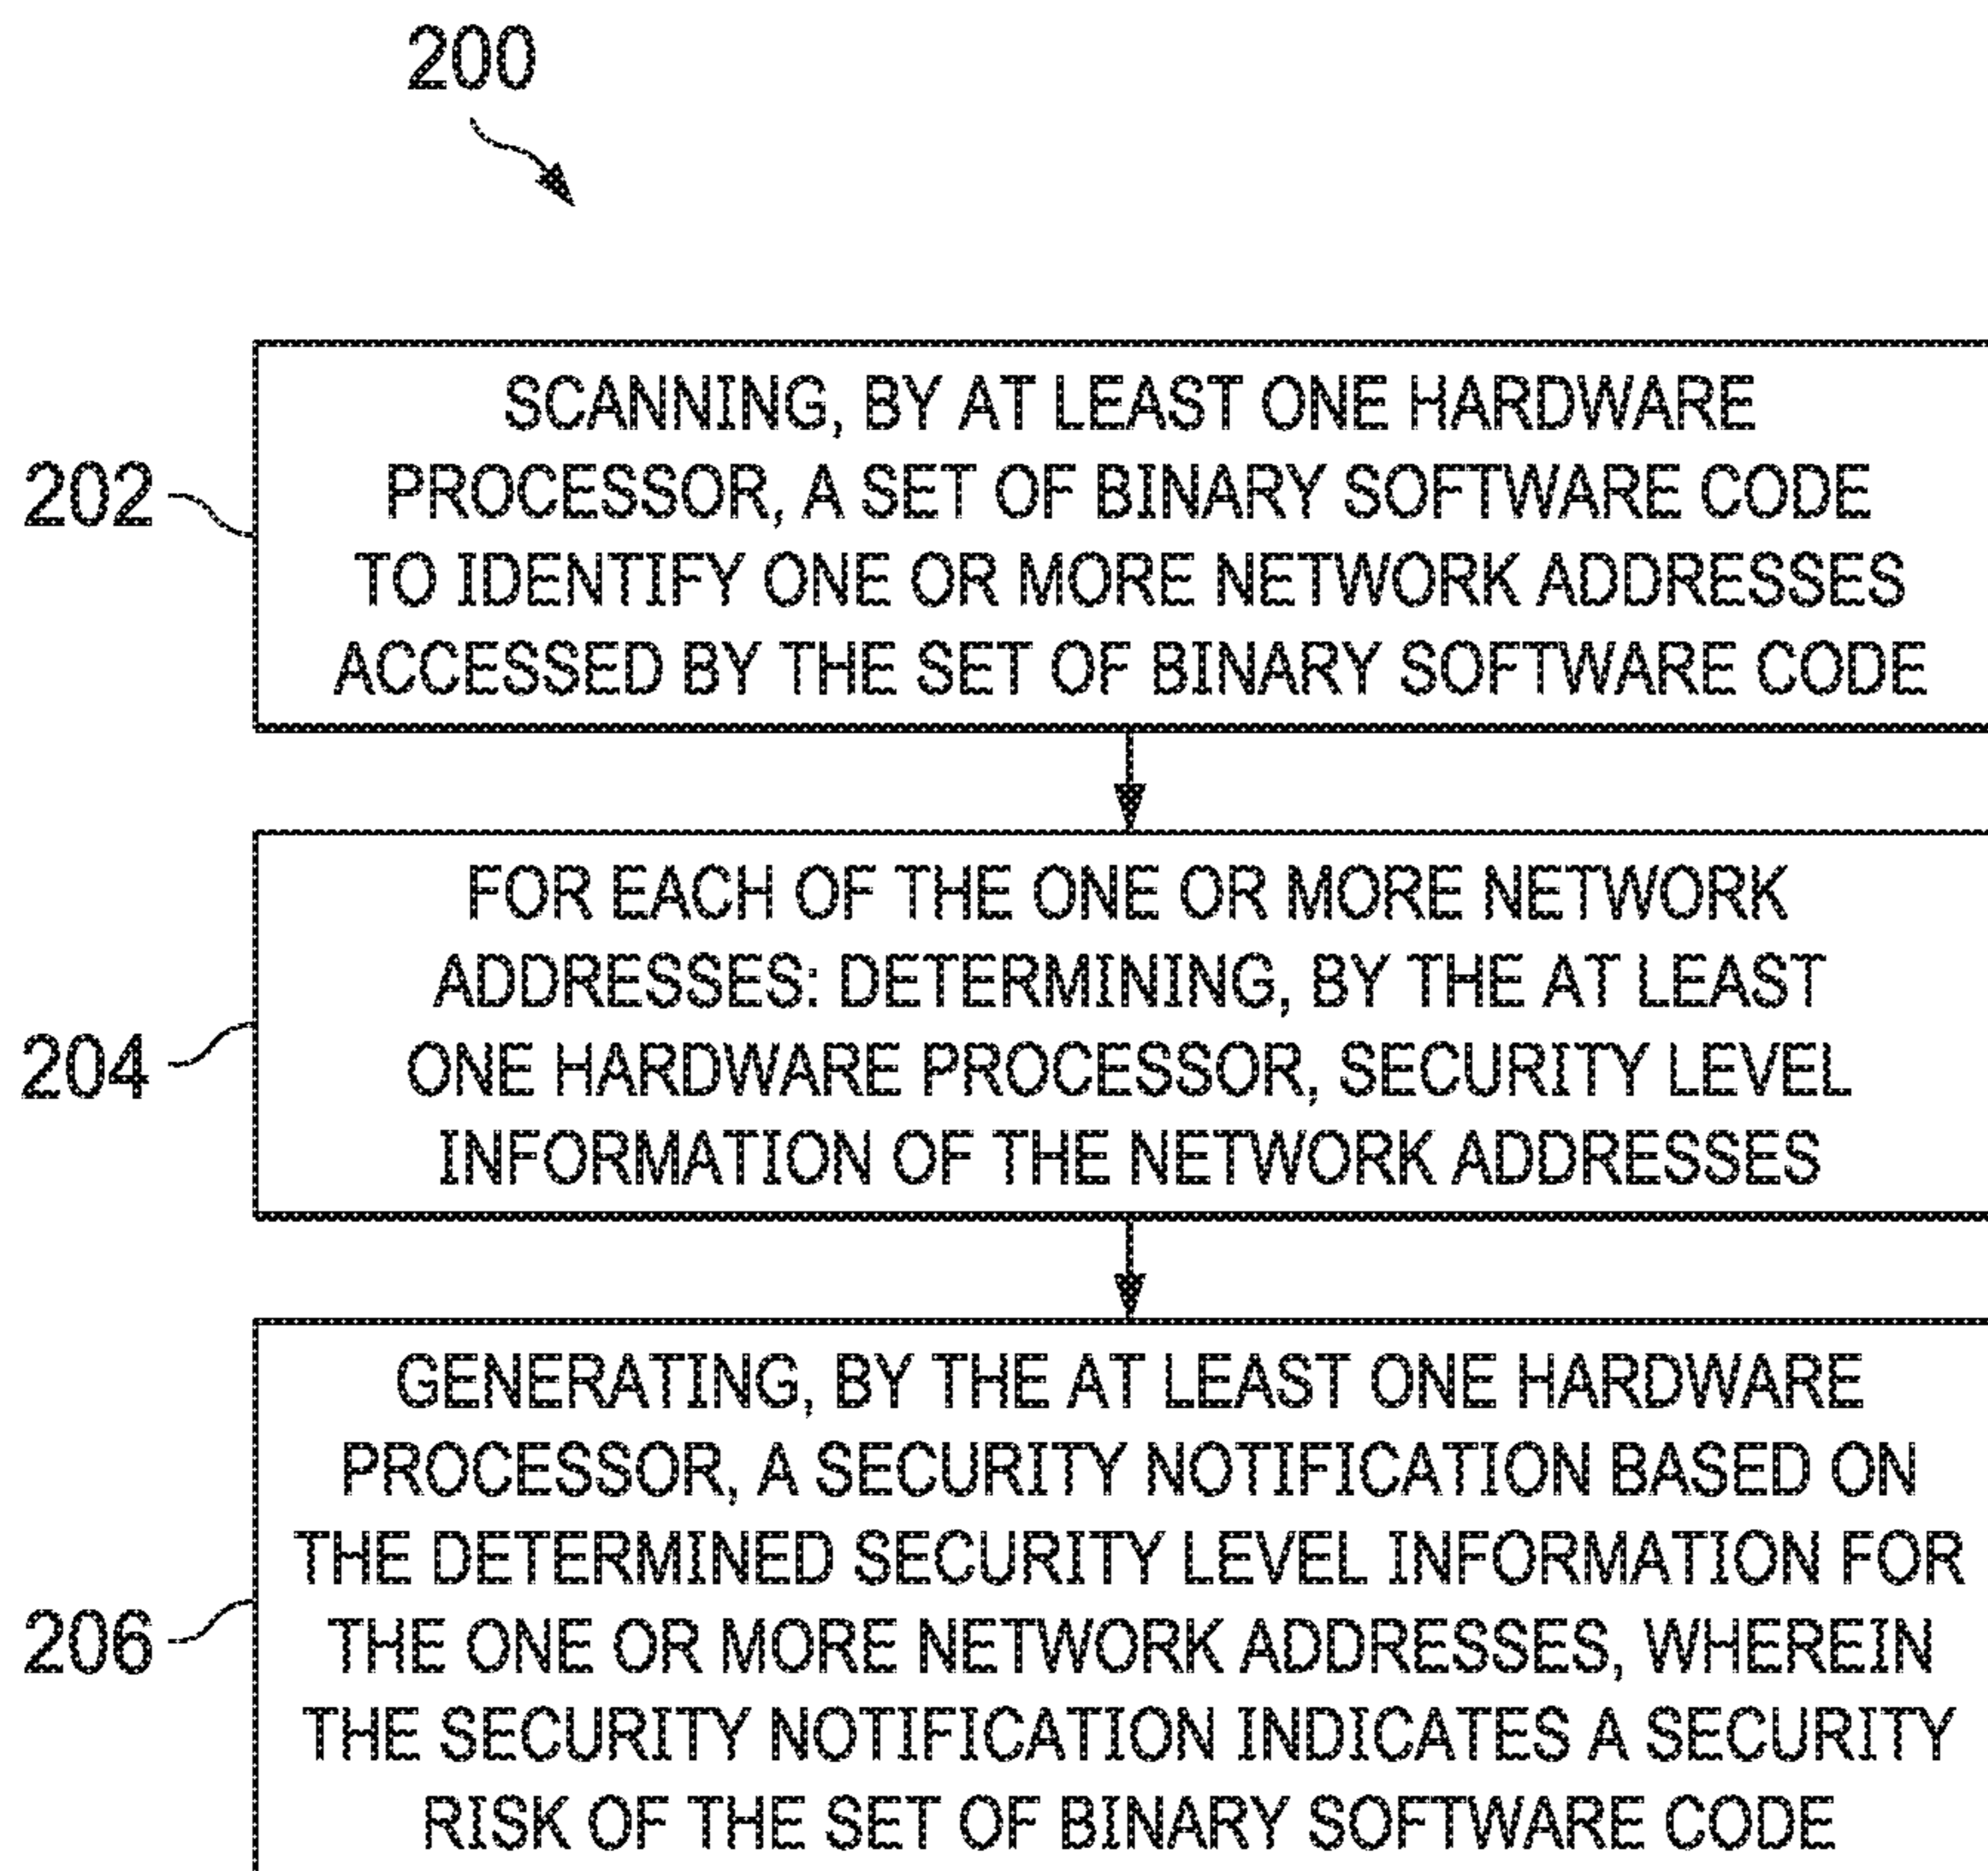 200
202
SCANNING, BY AT LEAST ONE HARDWARE
PROCESSOR, A SET OF BINARY SOFTWARE CODE
TO IDENTIFY ONE OR MORE NETWORK ADDRESSES
ACCESSED BY THE SET OF BINARY SOFTWARE CODE
204
FOR EACH OF THE ONE OR MORE NETWORK
ADDRESSES: DETERMINING, BY THE AT LEAST
ONE HARDWARE PROCESSOR, SECURITY LEVEL
INFORMATION OF THE NETWORK ADDRESSES
206
GENERATING, BY THE AT LEAST ONE HARDWARE
PROCESSOR, A SECURITY NOTIFICATION BASED ON
THE DETERMINED SECURITY LEVEL INFORMATION FOR
THE ONE OR MORE NETWORK ADDRESSES, WHEREIN
THE SECURITY NOTIFICATION INDICATES A SECURITY
RISK OF THE SET OF BINARY SOFTWARE CODE